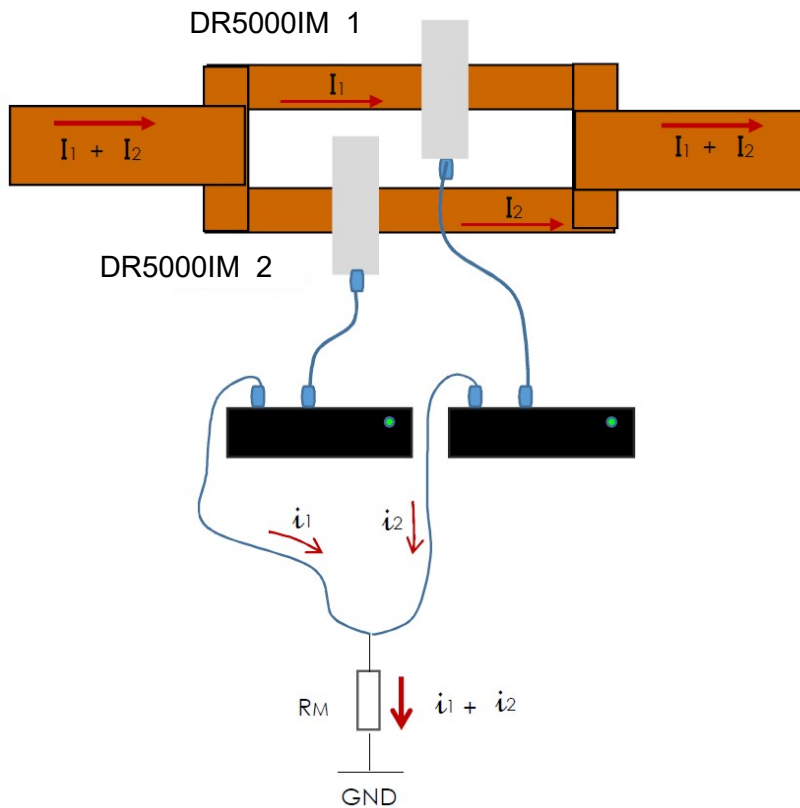 DR5000IM 1
I1
I1 + I2
I1 + I2
I2
DR5000IM 2
i1
i2
RM
i1 + i2
GND